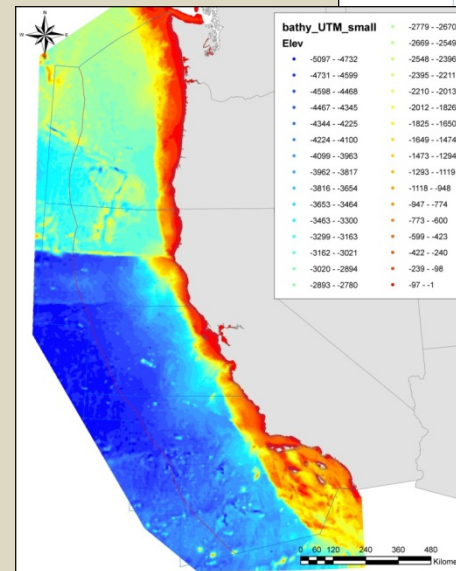 N
W E
S
bathy_UTM_small
Elev
-5097 - -4732
-4731 - -4599
-4598 - -4468
-4467 - -4345
-4344 - -4225
-4224 - -4100
-4099 - -3963
-3962 - -3817
-3816 - -3654
-3653 - -3464
-3463 - -3300
-3299 - -3163
-3162 - -3021
-3020 - -2894
-2893 - -2780
-2779 - -2670
-2669 - -2549
-2548 - -2396
-2395 - -2211
-2210 - -2013
-2012 - -1826
-1825 - -1650
-1649 - -1474
-1473 - -1294
-1293 - -1119
-1118 - -948
-947 - -774
-773 - -600
-599 - -423
-422 - -240
-239 - -98
-97 - -1
0 60 120 240 360 480
Kilome